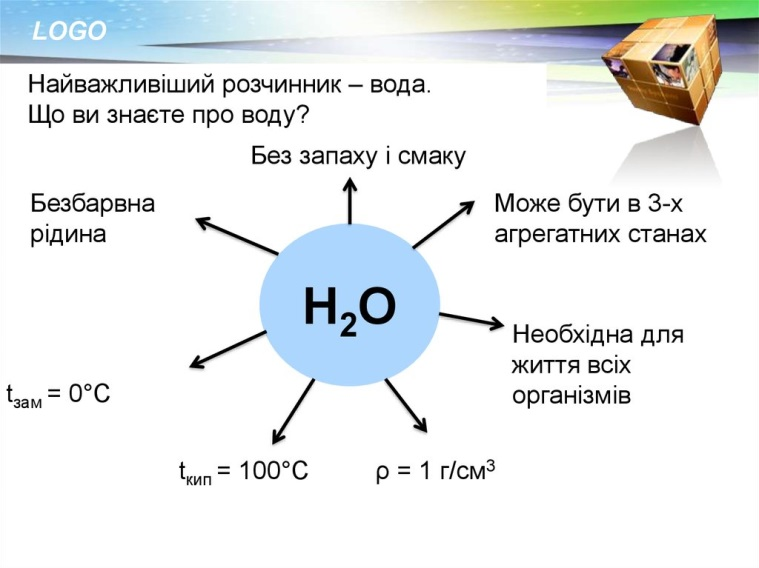 LOGO
Найважливіший розчинник – вода.
Що ви знаєте про воду?
Без запаху і смаку
Безбарвна
рідина
Може бути в 3-х
агрегатних станах
H₂O
Необхідна для
життя всіх
організмів
tзам = 0°C
tкип = 100°C
ρ = 1 г/см³